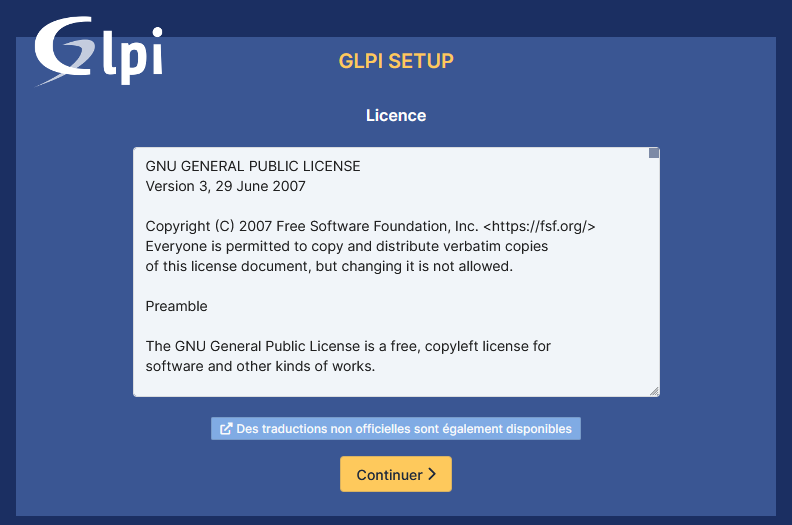 Glpi
GLPI SETUP
Licence
GNU GENERAL PUBLIC LICENSE
Version 3, 29 June 2007
Copyright (C) 2007 Free Software Foundation, Inc. <https://fsf.org/>
Everyone is permitted to copy and distribute verbatim copies
of this license document, but changing it is not allowed.
Preamble
The GNU General Public License is a free, copyleft license for
software and other kinds of works.
Des traductions non officielles sont également disponibles
Continuer